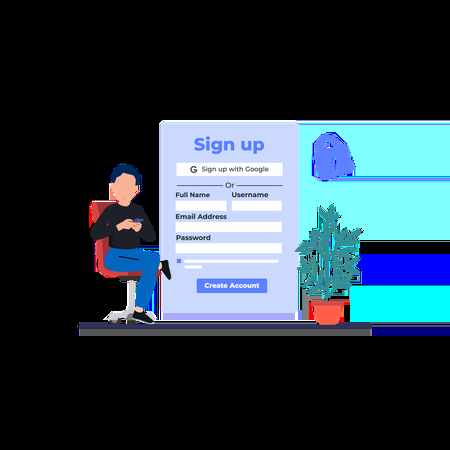 Sign up
G Sign up with Google
Or
Full Name Username
Email Address
Password
Create Account